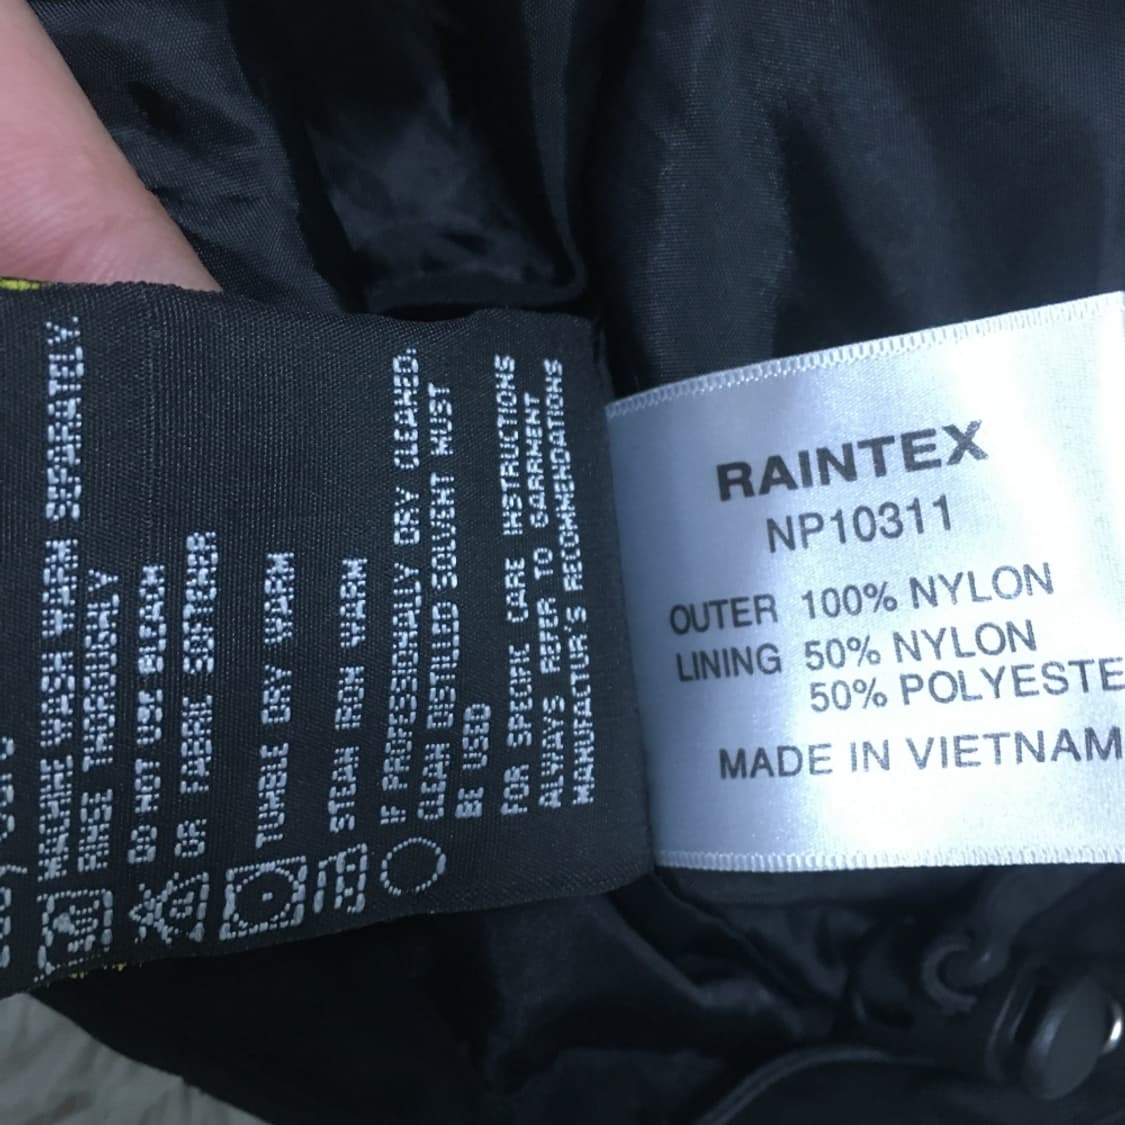 MACHINE WASH WARM SEPARATELY.
RINSE THOROUGHLY
DO NOT USE BLEACH
OR FABRIC SOFTNER
TUMBLE DRY WARM
STEAM IRON WARM
IF PROFESSIONALLY DRY CLEANED:
CLEAN DISTILLED SOLVENT MUST
BE USED
FOR SPECIFIC CARE INSTRUCTIONS
ALWAYS REFER TO GARMENT
MANUFACTUR'S RECOMMENDATIONS
RAINTEX
NP10311
OUTER 100% NYLON
LINING 50% NYLON
50% POLYESTE
MADE IN VIETNAM